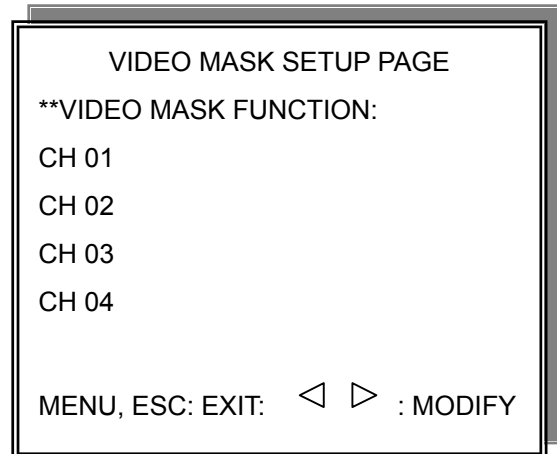 VIDEO MASK SETUP PAGE
**VIDEO MASK FUNCTION:
CH 01
CH 02
CH 03
CH 04
MENU, ESC: EXIT: ◁ ▷ : MODIFY